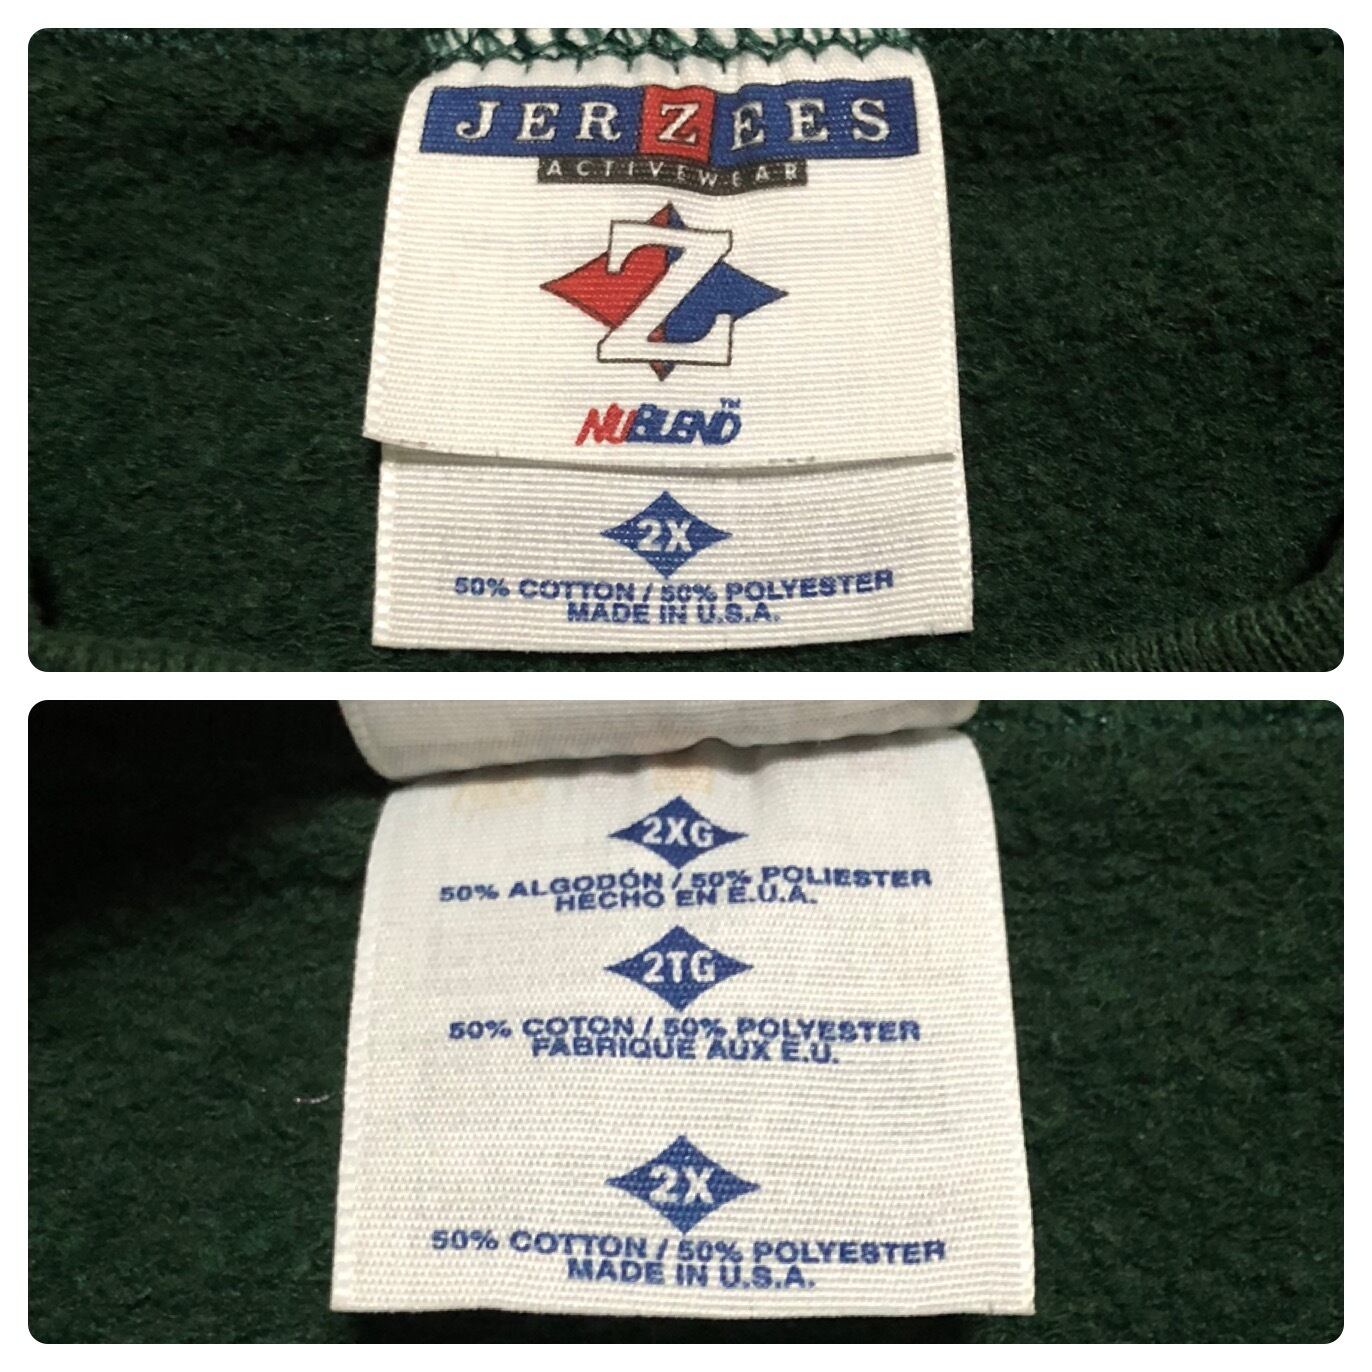 JERZEES
ACTIVEWEAR
Z
NUBLEND™
2X
50% COTTON / 50% POLYESTER
MADE IN U.S.A.
2XG
50% ALGODÓN / 50% POLIESTER
HECHO EN E.U.A.
2TG
50% COTON / 50% POLYESTER
FABRIQUE AUX E.U.
2X
50% COTTON / 50% POLYESTER
MADE IN U.S.A.